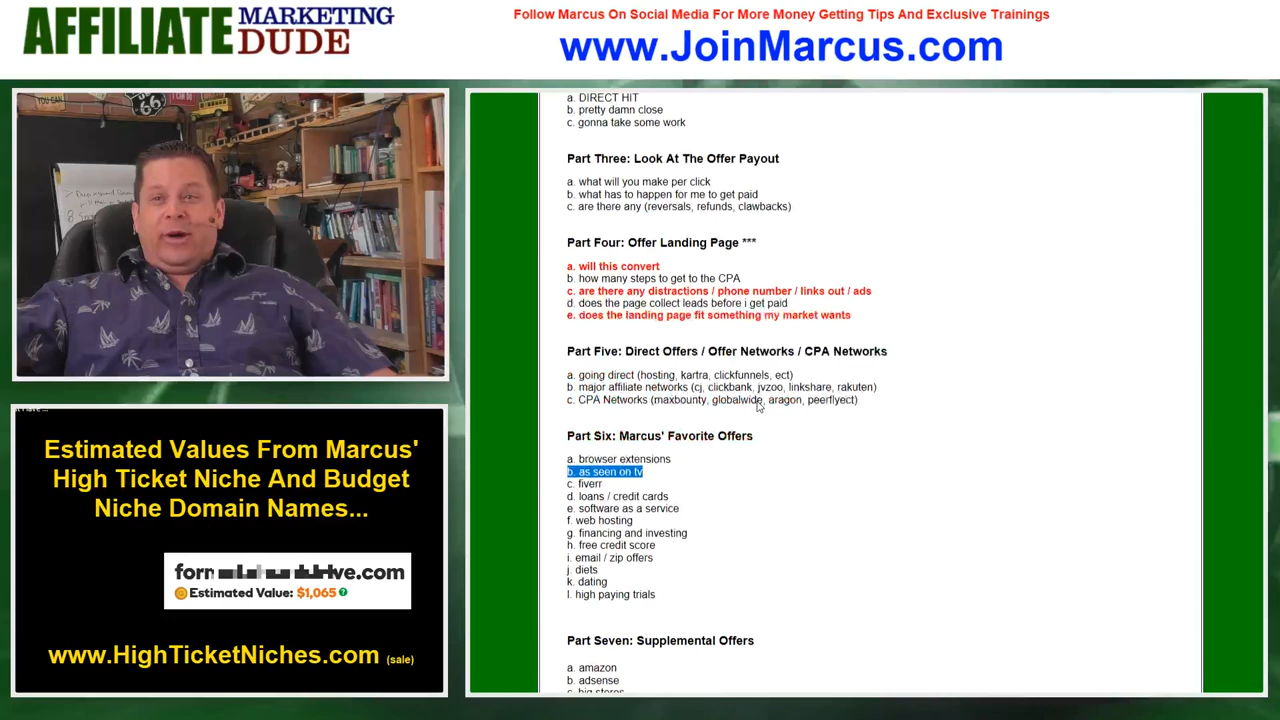 AFFILIATE MARKETING DUDE
Follow Marcus On Social Media For More Money Getting Tips And Exclusive Trainings
www.JoinMarcus.com
YOU CAN
66
a. DIRECT HIT
b. pretty damn close
c. gonna take some work
Part Three: Look At The Offer Payout
a. what will you make per click
b. what has to happen for me to get paid
c. are there any (reversals, refunds, clawbacks)
Part Four: Offer Landing Page ***
a. will this convert
b. how many steps to get to the CPA
c. are there any distractions / phone number / links out / ads
d. does the page collect leads before i get paid
e. does the landing page fit something my market wants
Part Five: Direct Offers / Offer Networks / CPA Networks
a. going direct (hosting, kartra, clickfunnels, ect)
b. major affiliate networks (cj, clickbank, jvzoo, linkshare, rakuten)
c. CPA Networks (maxbounty, globalwide, aragon, peerflyect)
Part Six: Marcus' Favorite Offers
a. browser extensions
b. as seen on tv
c. fiverr
d. loans / credit cards
e. software as a service
f. web hosting
g. financing and investing
h. free credit score
i. email / zip offers
j. diets
k. dating
l. high paying trials
Part Seven: Supplemental Offers
a. amazon
b. adsense
c. big stores
Estimated Values From Marcus'
High Ticket Niche And Budget
Niche Domain Names...
.com
Estimated Value: $1,065
www.HighTicketNiches.com (sale)